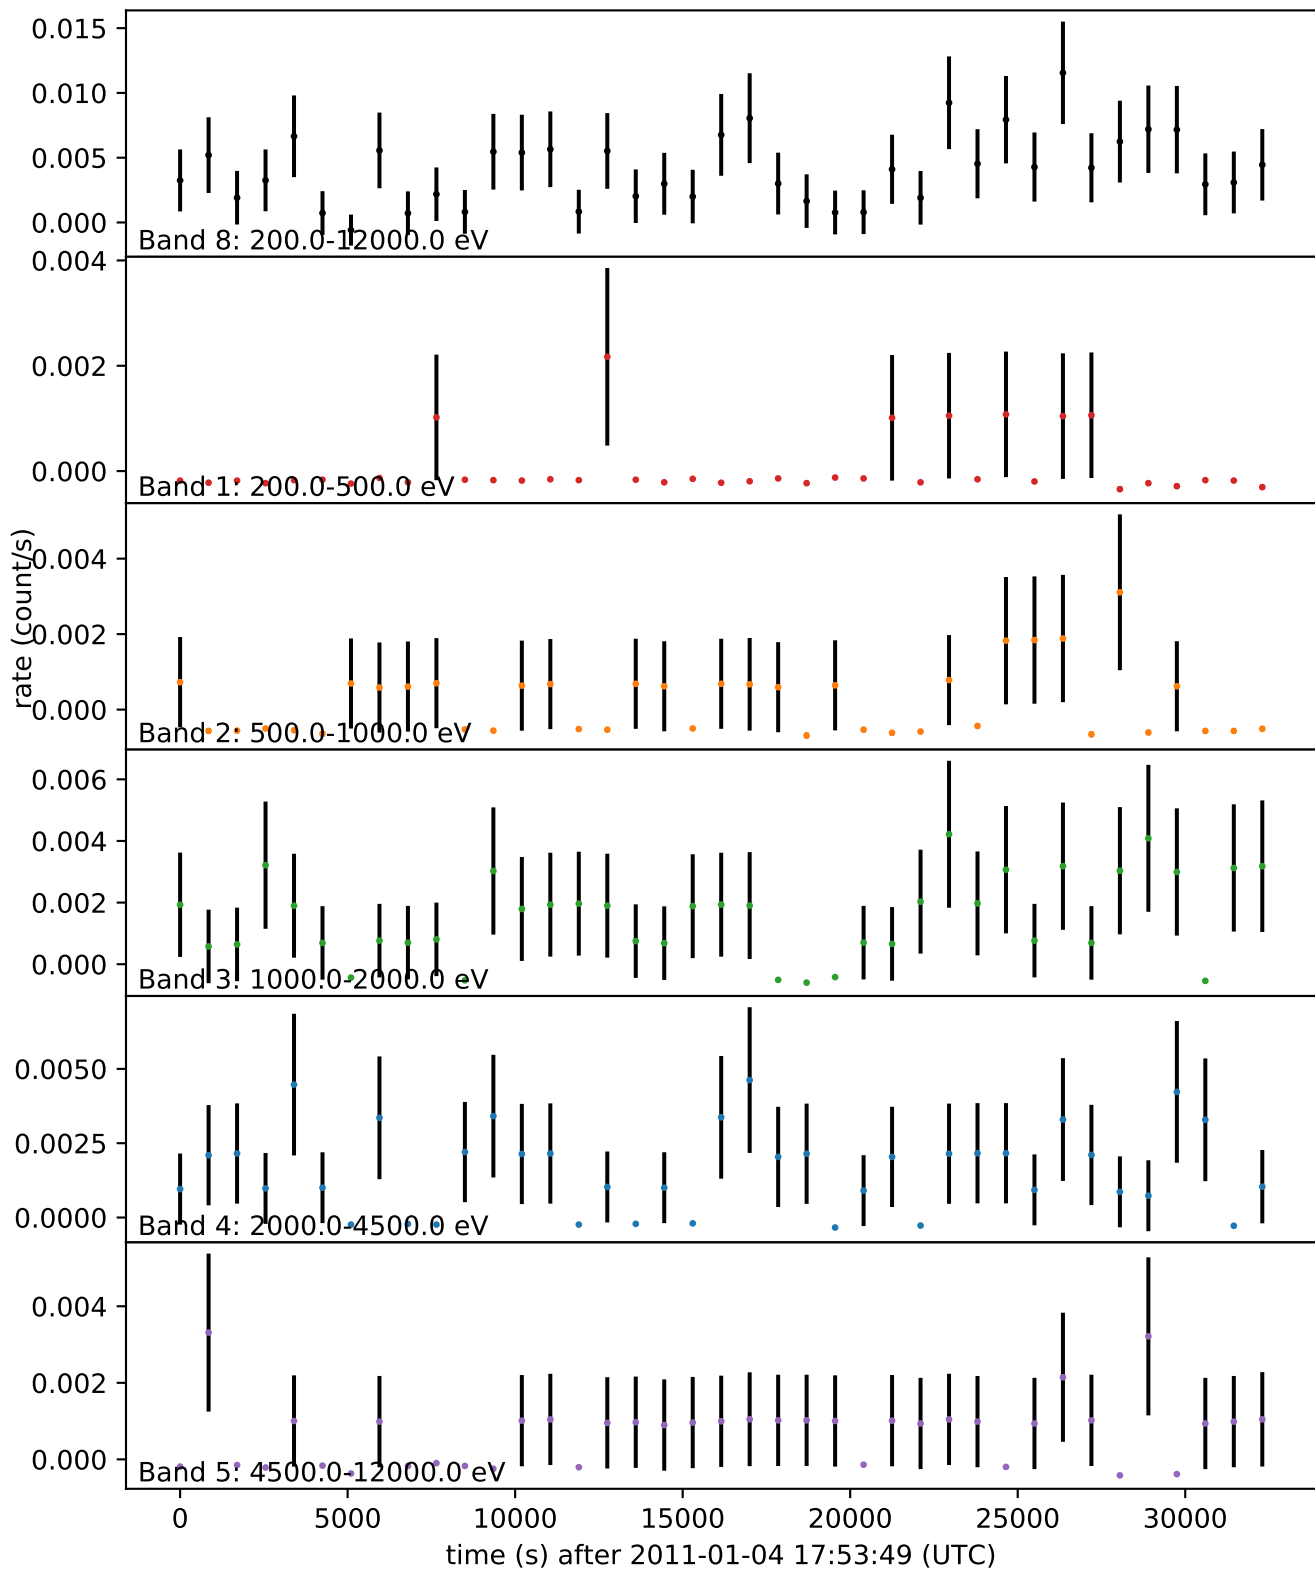 0.015
0.010
0.005
0.000
Band 8: 200.0-12000.0 eV
0.004
0.002
0.000
Band 1: 200.0-500.0 eV
rate (count/s)
0.004
0.002
0.000
Band 2: 500.0-1000.0 eV
0.006
0.004
0.002
0.000
Band 3: 1000.0-2000.0 eV
0.0050
0.0025
0.0000
Band 4: 2000.0-4500.0 eV
0.004
0.002
0.000
Band 5: 4500.0-12000.0 eV
0 5000 10000 15000 20000 25000 30000
time (s) after 2011-01-04 17:53:49 (UTC)